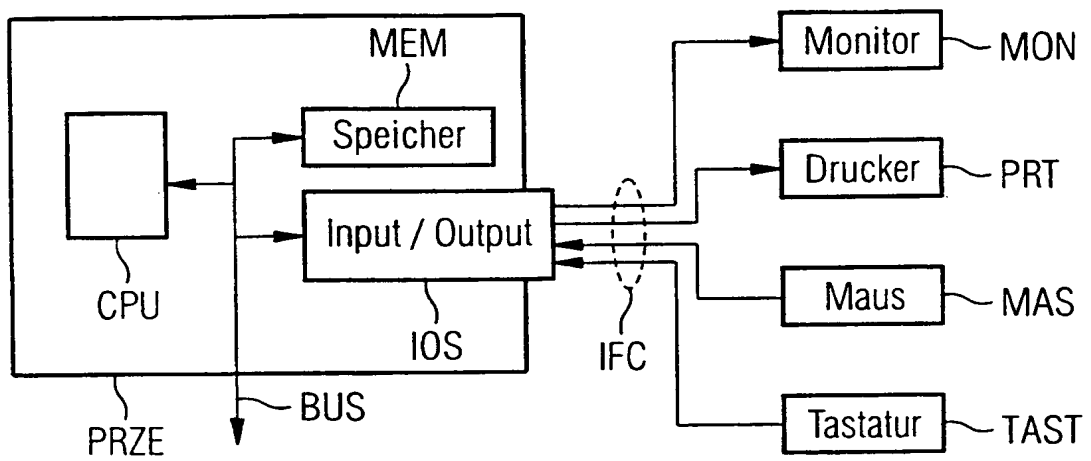 MEM
Speicher
CPU
Input / Output
IOS
PRZE
BUS
IFC
Monitor
MON
Drucker
PRT
Maus
MAS
Tastatur
TAST